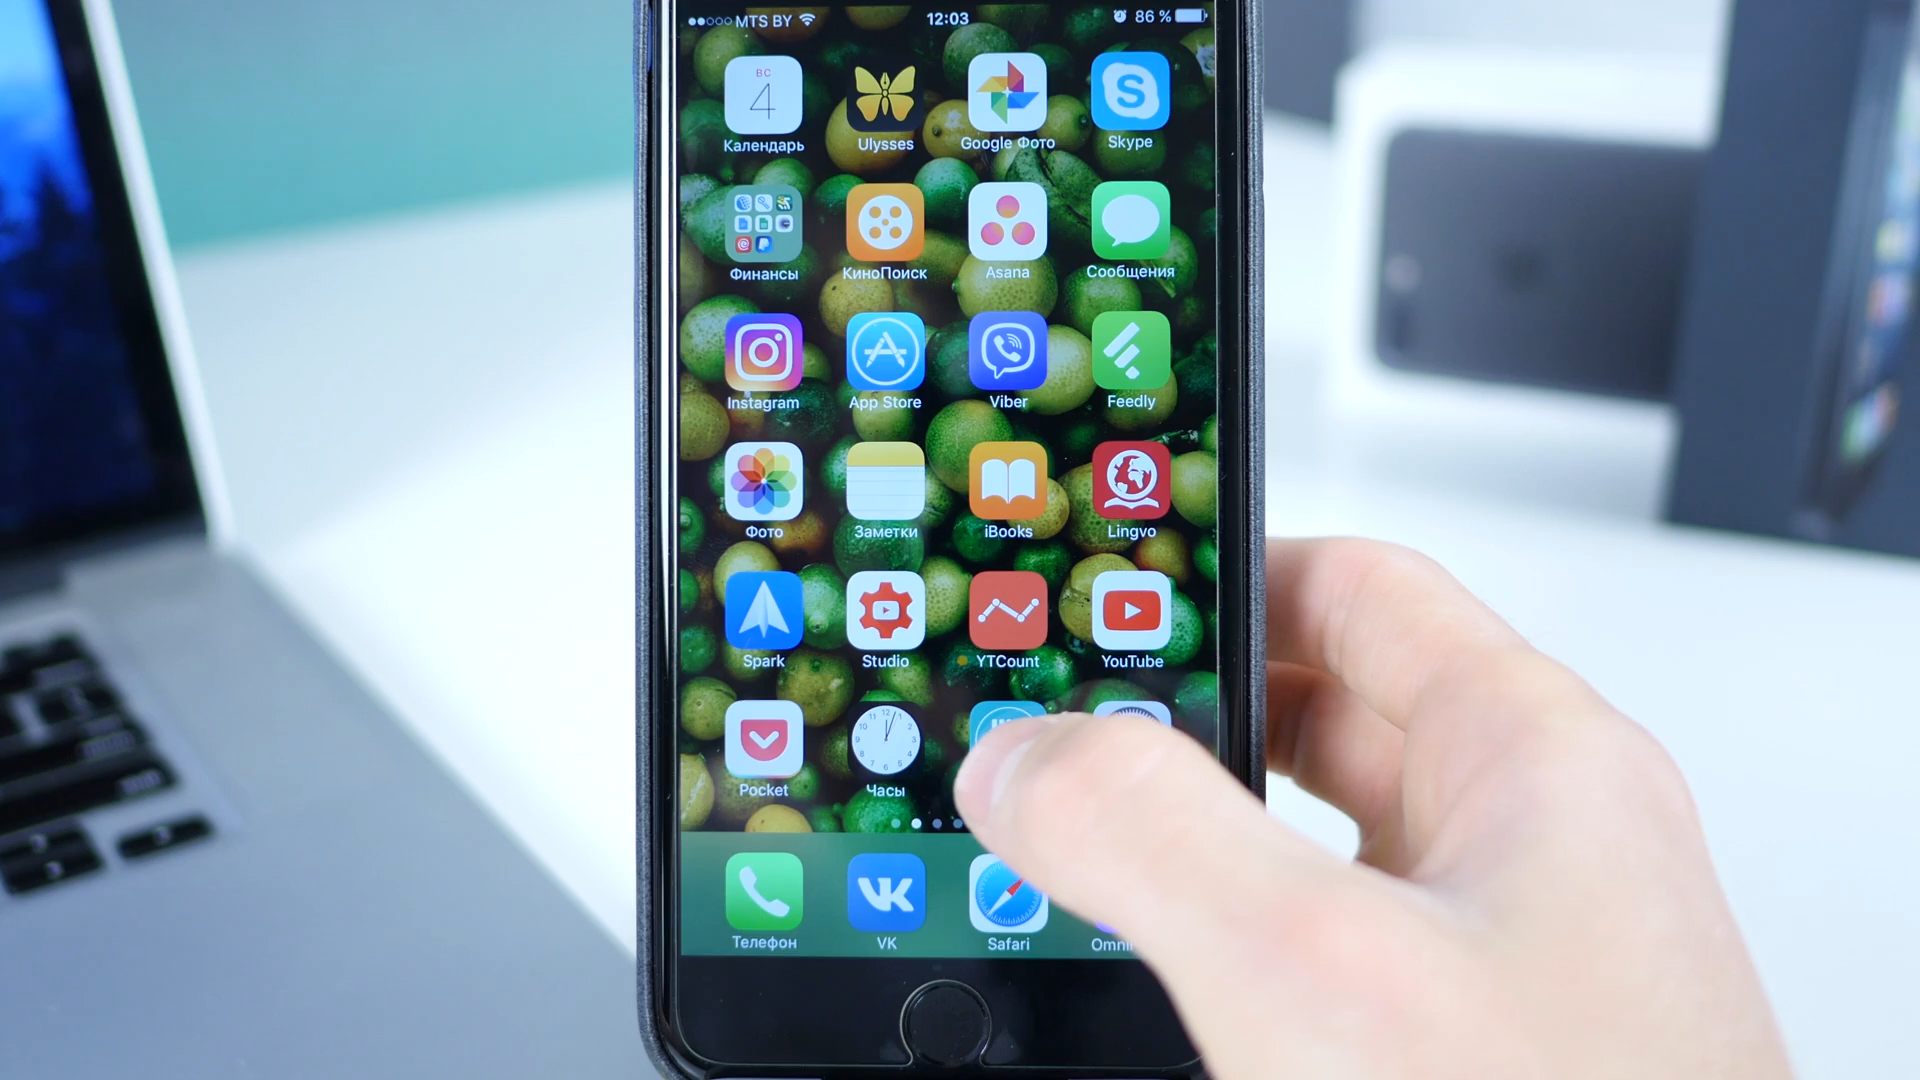 MTS BY 12:03 86 %
ВС
4
Календарь Ulysses Google Фото Skype
Финансы КиноПоиск Asana Сообщения
Instagram App Store Viber Feedly
Фото Заметки iBooks Lingvo
Spark Studio YTCount YouTube
Pocket Часы
Телефон VK Safari